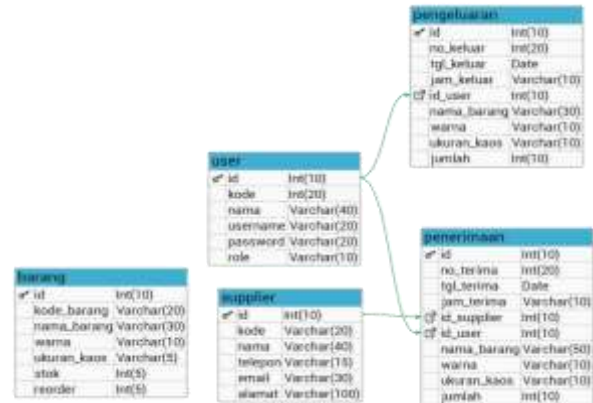 pengeluaran
id Int(10)
no_keluar Int(20)
tgl_keluar Date
jam_keluar Varchar(10)
id_user Int(10)
nama_barang Varchar(30)
warna Varchar(10)
ukuran_kaos Varchar(10)
jumlah Int(10)
user
id Int(10)
kode Int(20)
nama Varchar(40)
username Varchar(20)
password Varchar(20)
role Varchar(10)
penerimaan
id Int(10)
no_terima Int(20)
tgl_terima Date
jam_terima Varchar(10)
id_supplier Int(10)
id_user Int(10)
nama_barang Varchar(50)
warna Varchar(10)
ukuran_kaos Varchar(10)
jumlah Int(10)
barang
id Int(10)
kode_barang Varchar(20)
nama_barang Varchar(30)
warna Varchar(10)
ukuran_kaos Varchar(5)
stok Int(5)
reorder Int(5)
supplier
id Int(10)
kode Varchar(20)
nama Varchar(40)
telepon Varchar(15)
email Varchar(30)
alamat Varchar(100)